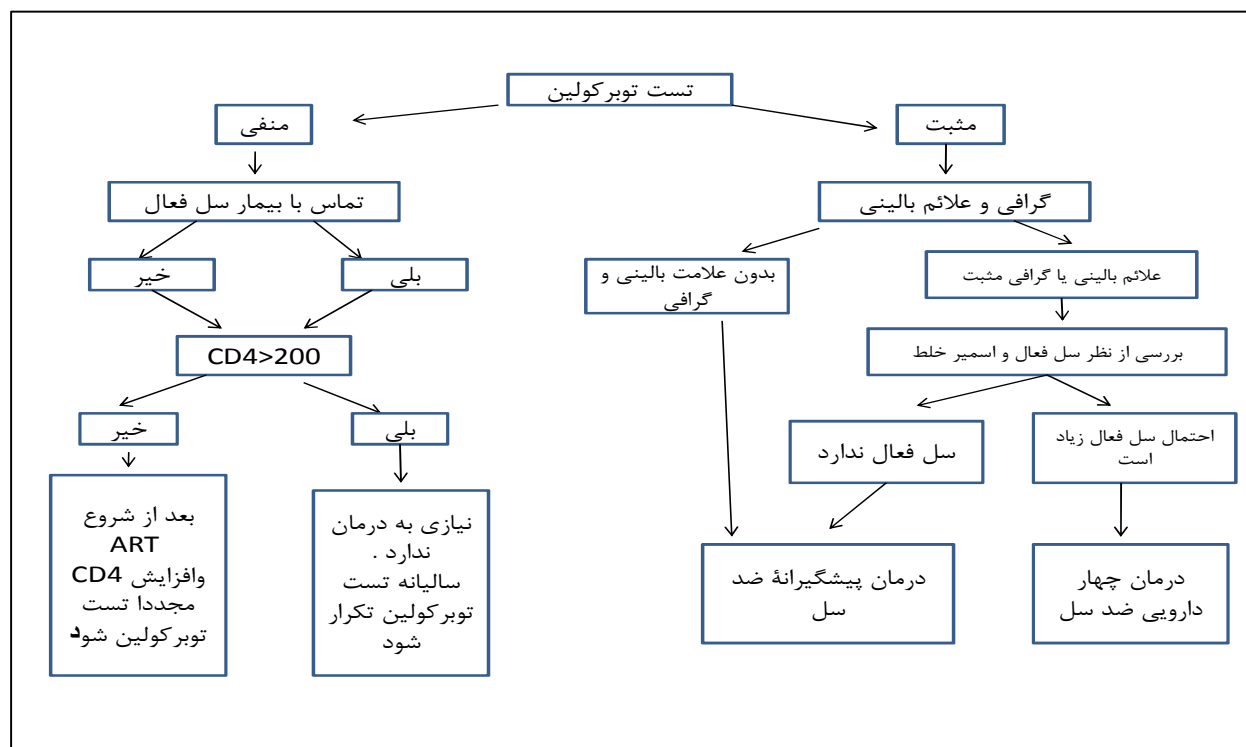 تست توبرکولین
مثبت
منفی
گرافی و علائم بالینی
تماس با بیمار سل فعال
علائم بالینی یا گرافی مثبت
بدون علامت بالینی و
گرافی
بلی
خیر
بررسی از نظر سل فعال و اسمیر خلط
CD4>200
احتمال سل فعال زیاد
است
سل فعال ندارد
بلی
خیر
درمان چهار
دارویی ضد سل
درمان پیشگیرانۀ ضد
سل
نیازی به درمان
ندارد .
سالیانه تست
توبرکولین تکرار
شود
بعد از شروع
ART
وافزایش CD4
مجددا تست
توبرکولین شود